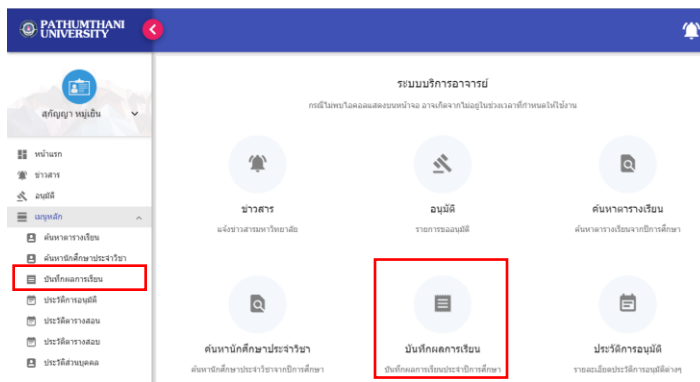 PATHUMTHANI
UNIVERSITY
สุกัญญา หมู่เย็น
หน้าแรก
ข่าวสาร
อนุมัติ
เมนูหลัก
ค้นหาตารางเรียน
ค้นหานักศึกษาประจำวิชา
บันทึกผลการเรียน
ประวัติการอนุมัติ
ประวัติตารางสอน
ประวัติตารางสอบ
ประวัติส่วนบุคคล
ระบบบริการอาจารย์
กรณีไม่พบไอคอลแสดงบนหน้าจอ อาจเกิดจากไม่อยู่ในช่วงเวลาที่กำหนดให้ใช้งาน
ข่าวสาร
แจ้งข่าวสารมหาวิทยาลัย
อนุมัติ
รายการขออนุมัติ
ค้นหาตารางเรียน
ค้นหาตารางเรียนจากปีการศึกษา
ค้นหานักศึกษาประจำวิชา
ค้นหานักศึกษาประจำวิชาจากปีการศึกษา
บันทึกผลการเรียน
บันทึกผลการเรียนประจำปีการศึกษา
ประวัติการอนุมัติ
รายละเอียดประวัติการอนุมัติต่างๆ